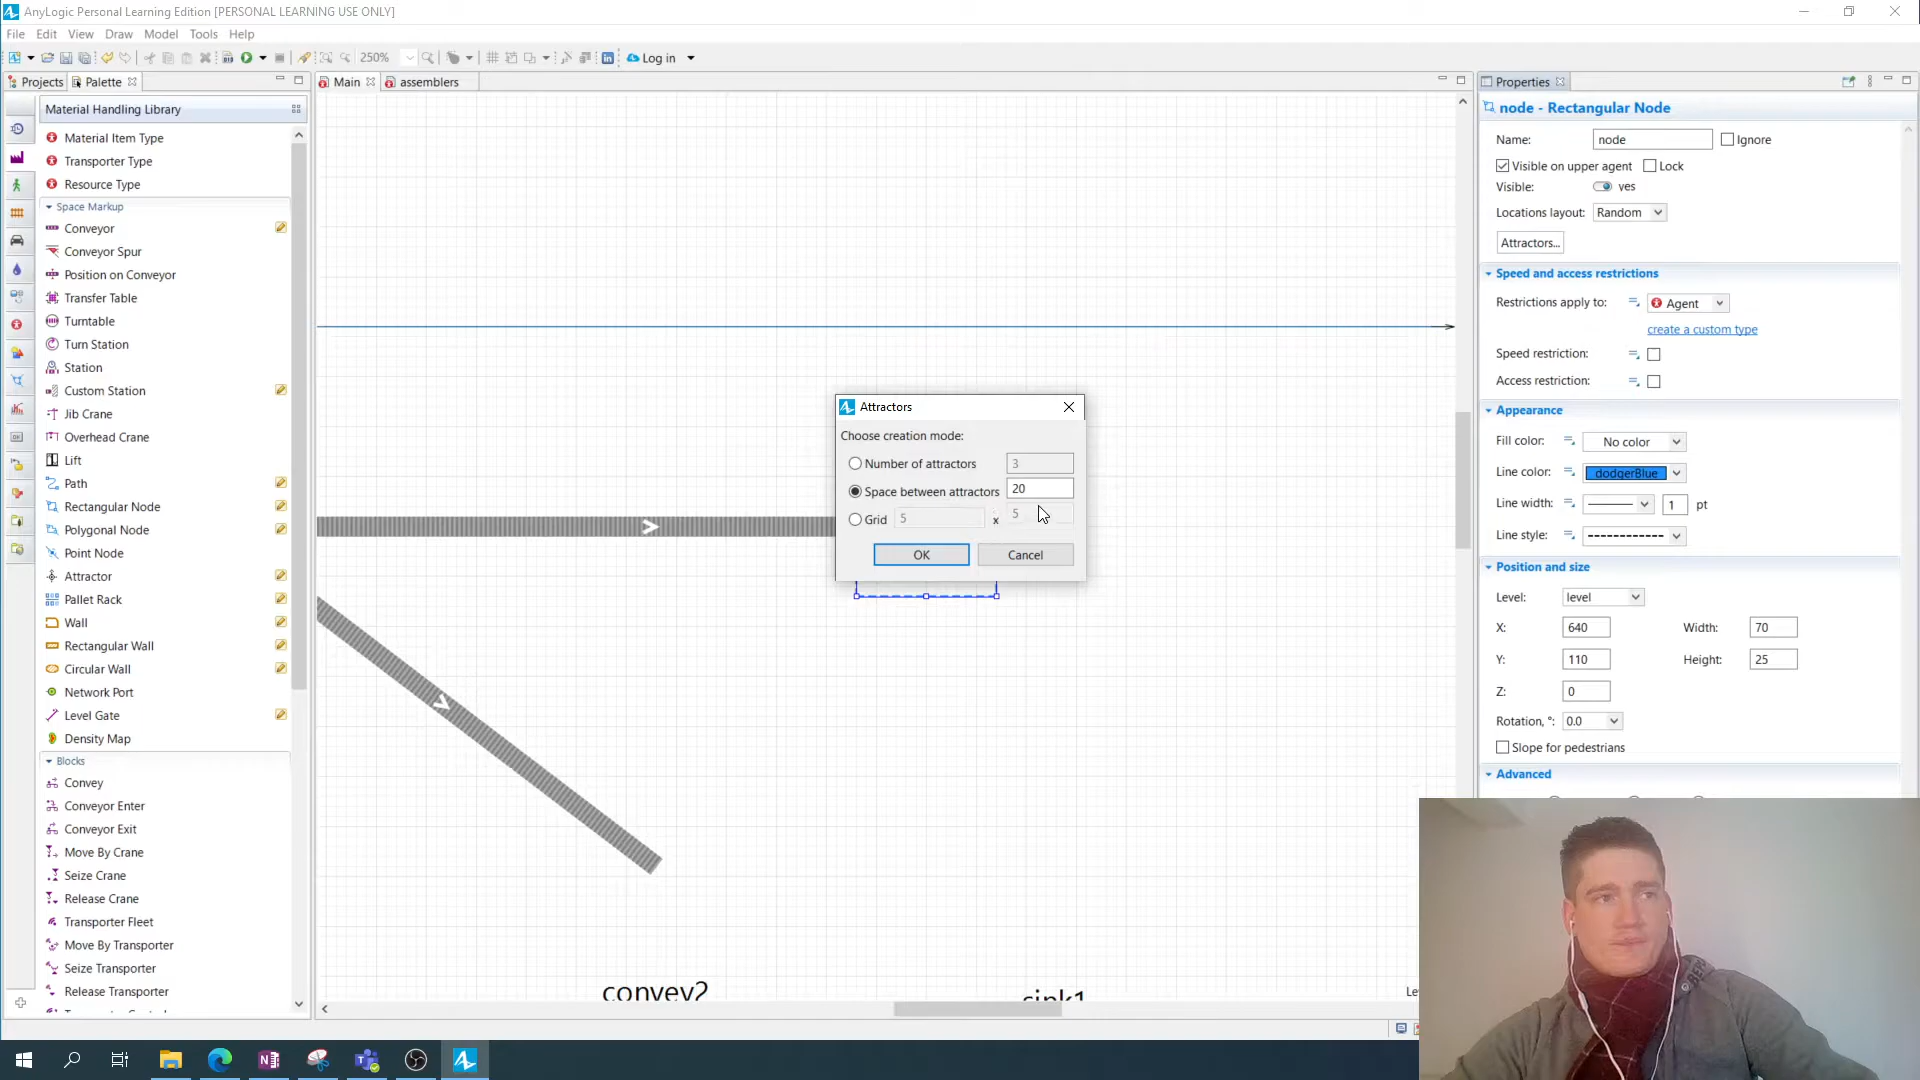 AnyLogic Personal Learning Edition [PERSONAL LEARNING USE ONLY]
File Edit View Draw Model Tools Help
250% Log in
Projects Palette Main assemblers Properties
Material Handling Library
Material Item Type
Transporter Type
Resource Type
Space Markup
Conveyor
Conveyor Spur
Position on Conveyor
Transfer Table
Turntable
Turn Station
Station
Custom Station
Jib Crane
Overhead Crane
Lift
Path
Rectangular Node
Polygonal Node
Point Node
Attractor
Pallet Rack
Wall
Rectangular Wall
Circular Wall
Network Port
Level Gate
Density Map
Blocks
Convey
Conveyor Enter
Conveyor Exit
Move By Crane
Seize Crane
Release Crane
Transporter Fleet
Move By Transporter
Seize Transporter
Release Transporter
Attractors
Choose creation mode:
Number of attractors 3
Space between attractors 20
Grid 5 x 5
OK Cancel
convey2
sink1
node - Rectangular Node
Name: node Ignore
Visible on upper agent Lock
Visible: yes
Locations layout: Random
Attractors...
Speed and access restrictions
Restrictions apply to: Agent
create a custom type
Speed restriction:
Access restriction:
Appearance
Fill color: No color
Line color: dodgerBlue
Line width: 1 pt
Line style:
Position and size
Level: level
X: 640 Width: 70
Y: 110 Height: 25
Z: 0
Rotation, °: 0.0
Slope for pedestrians
Advanced